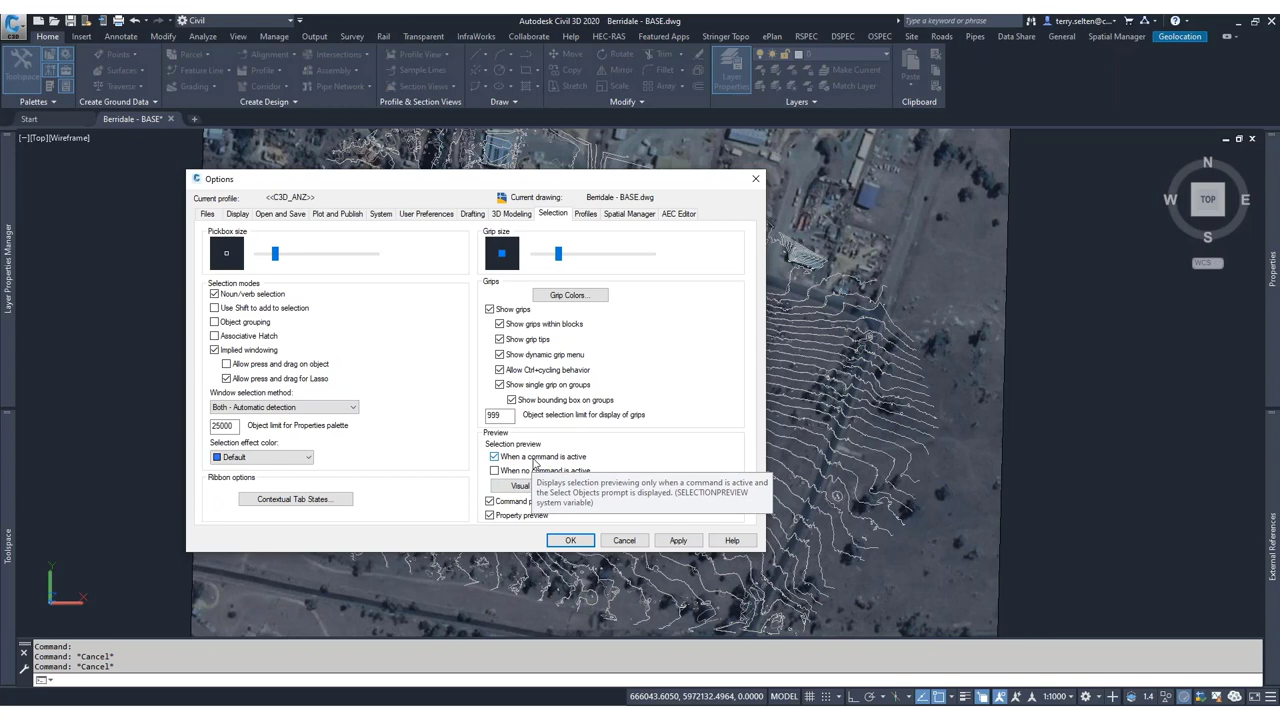 C3D Civil Autodesk Civil 3D 2020 Berridale - BASE.dwg Type a keyword or phrase terry.selten@c...
Home Insert Annotate Modify Analyze View Manage Output Survey Rail Transparent InfraWorks Collaborate HEC-RAS Featured Apps Stringer Topo ePlan RSPEC DSPEC OSPEC Site Roads Pipes Data Share General Spatial Manager Geolocation
Toolspace Points Parcel Alignment Intersections Profile View Move Rotate Trim 0
Surfaces Feature Line Profile Assembly Sample Lines Copy Mirror Fillet Layer Properties Make Current Paste
Traverse Grading Corridor Pipe Network Section Views Stretch Scale Array Match Layer
Palettes Create Ground Data Create Design Profile & Section Views Draw Modify Layers Clipboard
Start Berridale - BASE*
[−][Top][Wireframe]
N
W TOP E
S
WCS
Layer Properties Manager
Toolspace
Properties
External References
Options
Current profile: <<C3D_ANZ>> Current drawing: Berridale - BASE.dwg
Files Display Open and Save Plot and Publish System User Preferences Drafting 3D Modeling Selection Profiles Spatial Manager AEC Editor
Pickbox size
Selection modes
Noun/verb selection
Use Shift to add to selection
Object grouping
Associative Hatch
Implied windowing
Allow press and drag on object
Allow press and drag for Lasso
Window selection method:
Both - Automatic detection
25000 Object limit for Properties palette
Selection effect color:
Default
Ribbon options
Contextual Tab States...
Grip size
Grips
Grip Colors...
Show grips
Show grips within blocks
Show grip tips
Show dynamic grip menu
Allow Ctrl+cycling behavior
Show single grip on groups
Show bounding box on groups
999 Object selection limit for display of grips
Preview
Selection preview
When a command is active
When no command is active
Visual
Command p
Property preview
Displays selection previewing only when a command is active and
the Select Objects prompt is displayed. (SELECTIONPREVIEW
system variable)
OK Cancel Apply Help
Y
X
Command:
Command: *Cancel*
Command: *Cancel*
666043.6050, 5972132.4964, 0.0000 MODEL 1:1000 1.4